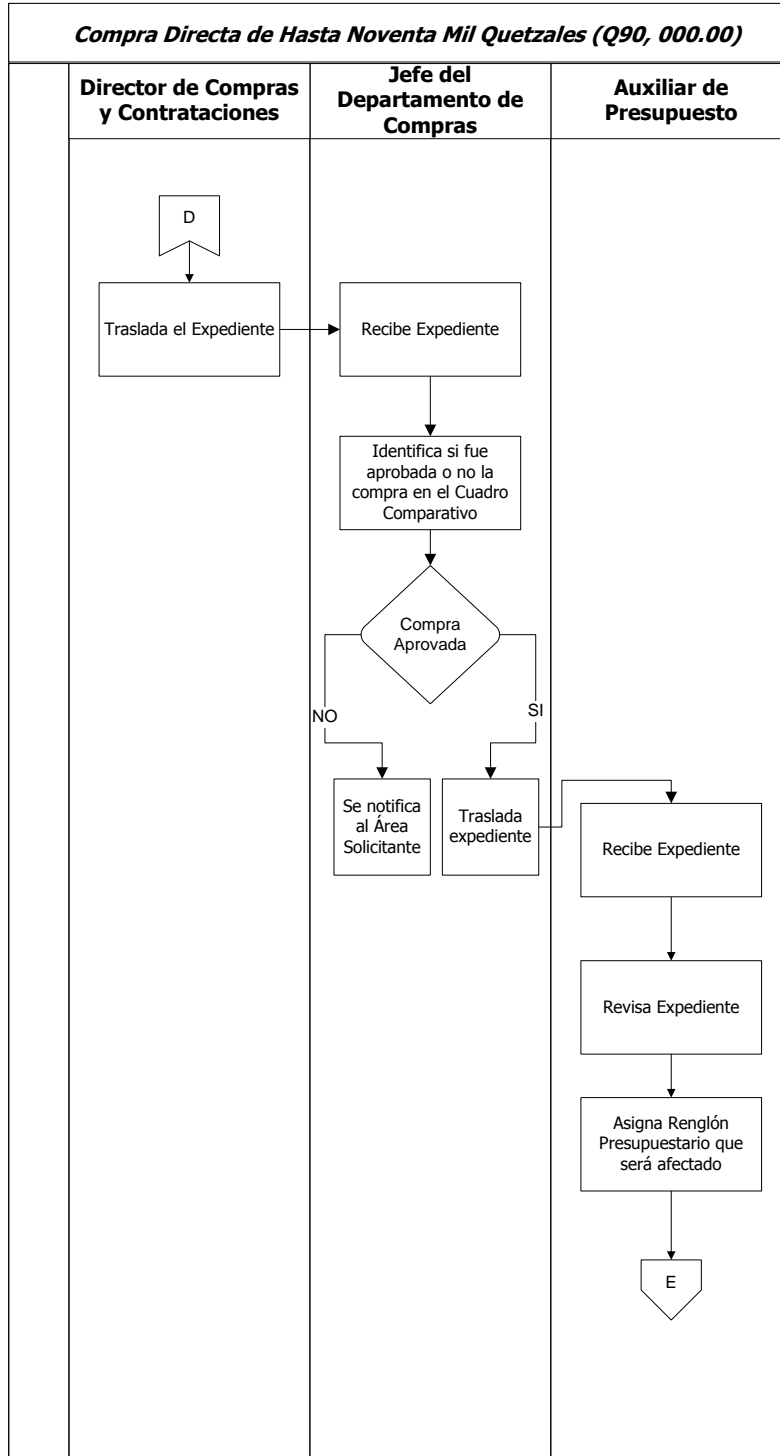 Compra Directa de Hasta Noventa Mil Quetzales (Q90, 000.00)
Director de Compras
y Contrataciones
Jefe del
Departamento de
Compras
Auxiliar de
Presupuesto
D
Traslada el Expediente
Recibe Expediente
Identifica si fue
aprobada o no la
compra en el Cuadro
Comparativo
Compra
Aprovada
NO
SI
Se notifica
al Área
Solicitante
Traslada
expediente
Recibe Expediente
Revisa Expediente
Asigna Renglón
Presupuestario que
será afectado
E